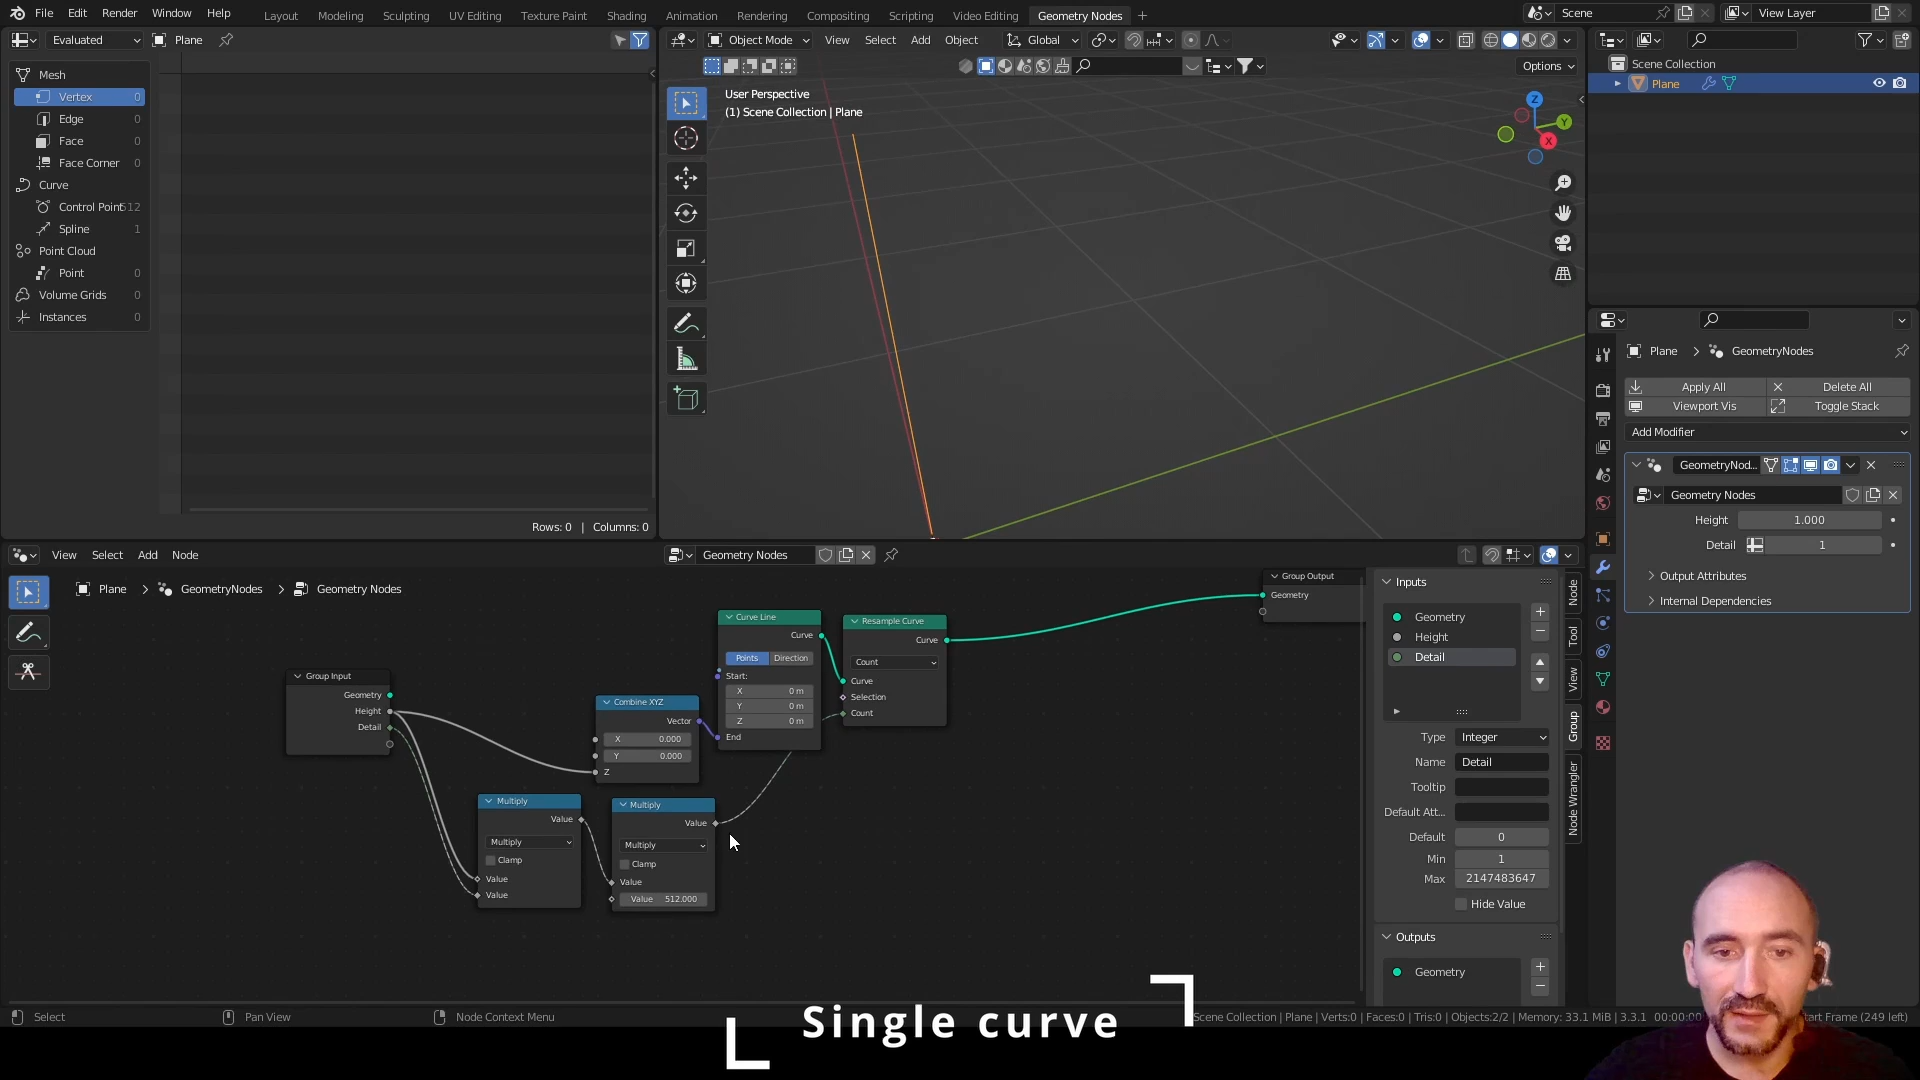 File Edit Render Window Help Layout Modeling Sculpting UV Editing Texture Paint Shading Animation Rendering Compositing Scripting Video Editing Geometry Nodes Scene View Layer
Evaluated Plane
Object Mode View Select Add Object Global
Options
Mesh
Vertex 0
Edge 0
Face 0
Face Corner 0
Curve
Control Point 512
Spline 1
Point Cloud
Point 0
Volume Grids 0
Instances 0
Rows: 0 | Columns: 0
User Perspective
(1) Scene Collection | Plane
Z
Y
X
Scene Collection
Plane
Plane > GeometryNodes
Apply All Delete All
Viewport Vis Toggle Stack
Add Modifier
GeometryNod...
Geometry Nodes
Height 1.000
Detail 1
Output Attributes
Internal Dependencies
View Select Add Node Geometry Nodes
Plane > GeometryNodes > Geometry Nodes
Group Input
Geometry
Height
Detail
Combine XYZ
Vector
X 0.000
Y 0.000
Z
Curve Line
Curve
Points Direction
Start:
X 0 m
Y 0 m
Z 0 m
End
Resample Curve
Curve
Count
Curve
Selection
Count
Group Output
Geometry
Multiply
Value
Multiply
Clamp
Value
Value
Multiply
Value
Multiply
Clamp
Value
Value 512.000
Inputs
Geometry
Height
Detail
Type Integer
Name Detail
Tooltip
Default Att...
Default 0
Min 1
Max 2147483647
Hide Value
Outputs
Geometry
Node
Tool
View
Group
Node Wrangler
Select Pan View Node Context Menu
Scene Collection | Plane | Verts:0 | Faces:0 | Tris:0 | Objects:2/2 | Memory: 33.1 MiB | 3.3.1
Frame (249 left)
Single curve